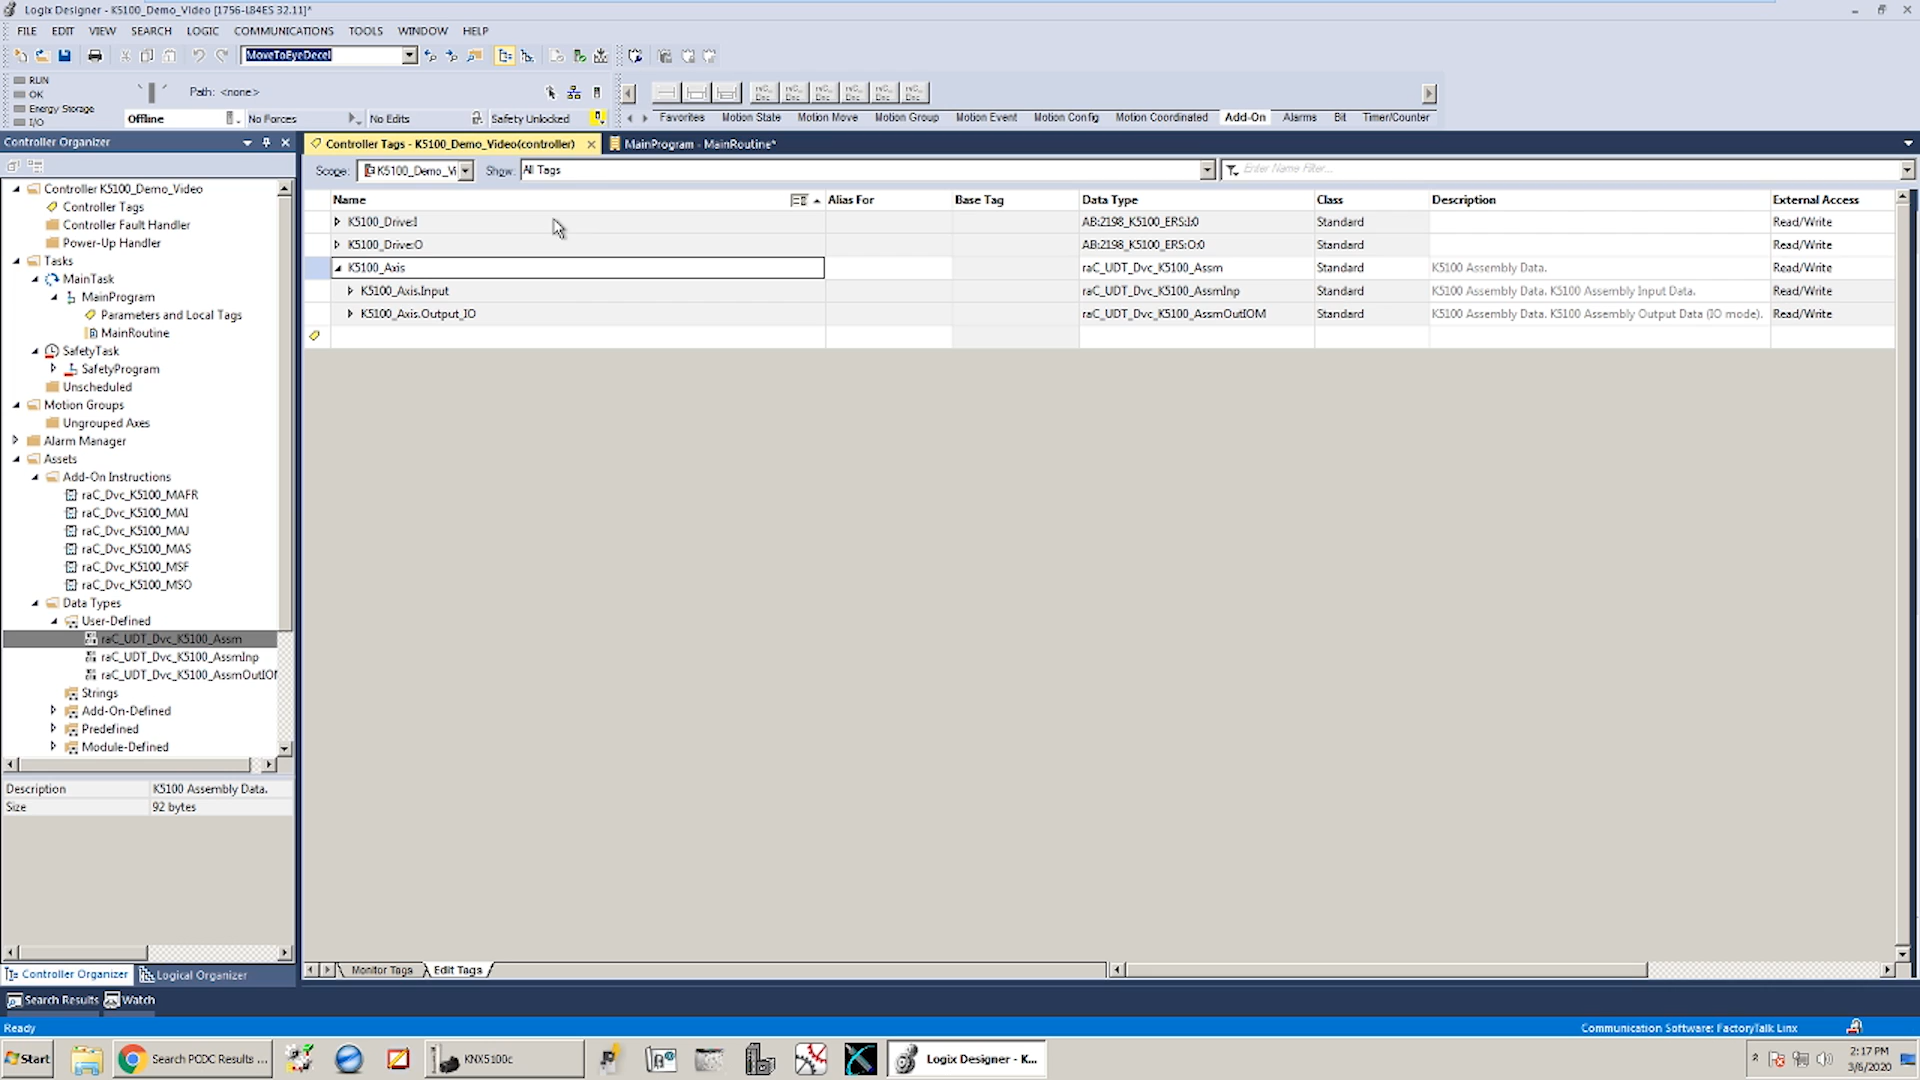 Logix Designer - K5100_Demo_Video [1756-L84ES 32.11]*
FILE EDIT VIEW SEARCH LOGIC COMMUNICATIONS TOOLS WINDOW HELP
MoveToEyeDecel
RUN
OK
Energy Storage
I/O
Path: <none>
Offline No Forces No Edits Safety Unlocked
Favorites Motion State Motion Move Motion Group Motion Event Motion Config Motion Coordinated Add-On Alarms Bit Timer/Counter
Controller Organizer
Controller Tags - K5100_Demo_Video(controller) MainProgram - MainRoutine*
Scope: K5100_Demo_Vi Show: All Tags Enter Name Filter...
Name Alias For Base Tag Data Type Class Description External Access
K5100_Drive:I AB:2198_K5100_ERS:I:0 Standard Read/Write
K5100_Drive:O AB:2198_K5100_ERS:O:0 Standard Read/Write
K5100_Axis raC_UDT_Dvc_K5100_Assm Standard K5100 Assembly Data. Read/Write
K5100_Axis.Input raC_UDT_Dvc_K5100_AssmInp Standard K5100 Assembly Data. K5100 Assembly Input Data. Read/Write
K5100_Axis.Output_IO raC_UDT_Dvc_K5100_AssmOutIOM Standard K5100 Assembly Data. K5100 Assembly Output Data (IO mode). Read/Write
Controller K5100_Demo_Video
Controller Tags
Controller Fault Handler
Power-Up Handler
Tasks
MainTask
MainProgram
Parameters and Local Tags
MainRoutine
SafetyTask
SafetyProgram
Unscheduled
Motion Groups
Ungrouped Axes
Alarm Manager
Assets
Add-On Instructions
raC_Dvc_K5100_MAFR
raC_Dvc_K5100_MAI
raC_Dvc_K5100_MAJ
raC_Dvc_K5100_MAS
raC_Dvc_K5100_MSF
raC_Dvc_K5100_MSO
Data Types
User-Defined
raC_UDT_Dvc_K5100_Assm
raC_UDT_Dvc_K5100_AssmInp
raC_UDT_Dvc_K5100_AssmOutIO
Strings
Add-On-Defined
Predefined
Module-Defined
Description K5100 Assembly Data.
Size 92 bytes
Controller Organizer Logical Organizer
Monitor Tags Edit Tags
Search Results Watch
Ready
Communication Software: FactoryTalk Linx
Start
Search PCDC Results ...
KNX5100c
Logix Designer - K...
2:17 PM
3/6/2020